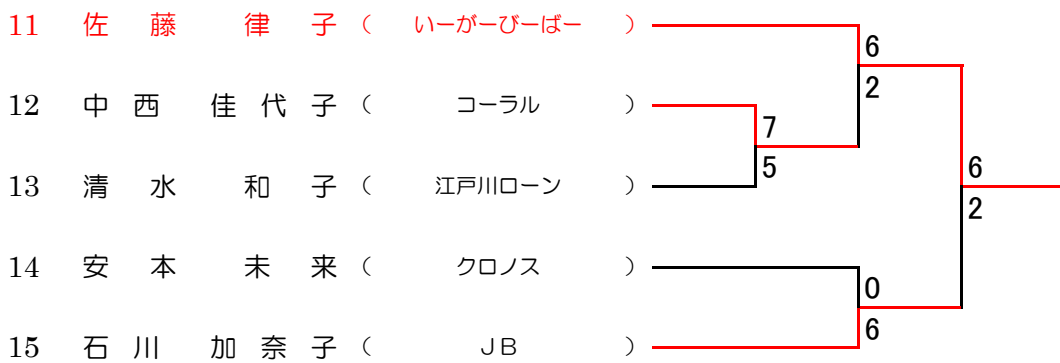 11 佐藤 律子 ( いーがーびーばー )
6
2
12 中西 佳代子 ( コーラル )
7
5
13 清水 和子 ( 江戸川ローン )
6
2
14 安本 未来 ( クロノス )
0
6
15 石川 加奈子 ( JB )